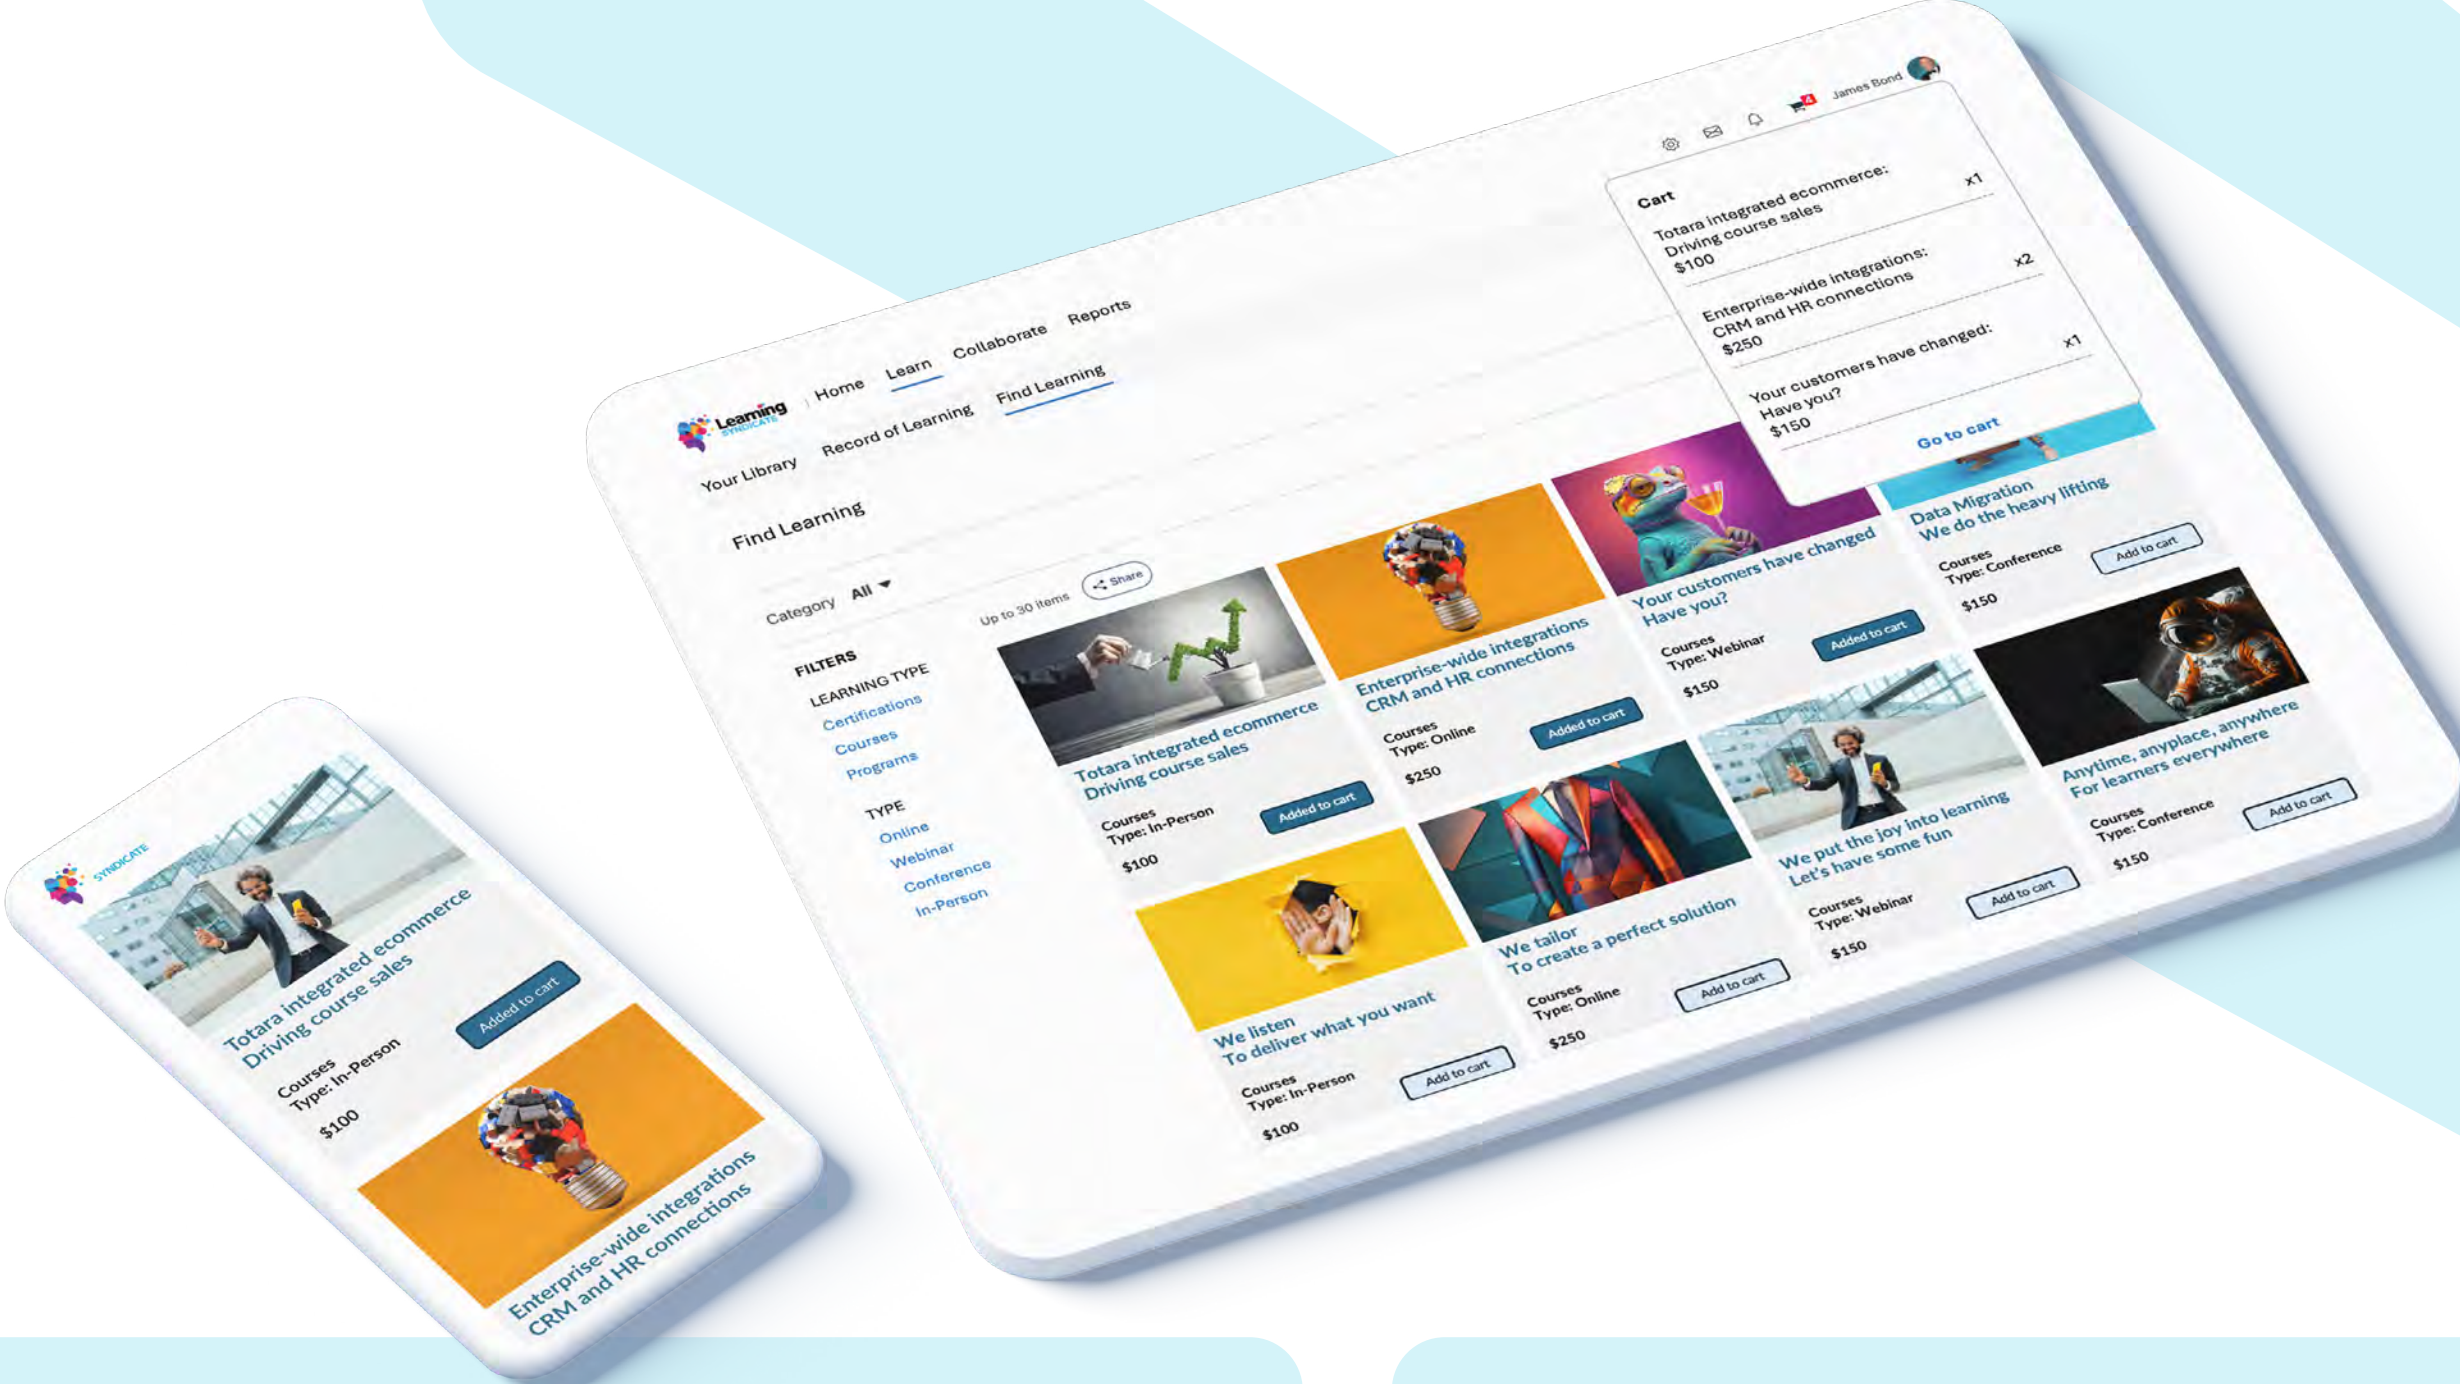 James Bond
4
Cart
Totara integrated ecommerce:
Driving course sales
$100
x1
Enterprise-wide integrations:
CRM and HR connections
$250
x2
Your customers have changed:
Have you?
$150
x1
Go to cart
Learning
SYNDICATE
Home
Learn
Collaborate
Reports
Your Library
Record of Learning
Find Learning
Find Learning
Category All
FILTERS
LEARNING TYPE
Certifications
Courses
Programs
TYPE
Online
Webinar
Conference
In-Person
Up to 30 items
Share
Totara integrated ecommerce
Driving course sales
Courses
Type: In-Person
$100
Added to cart
Enterprise-wide integrations
CRM and HR connections
Courses
Type: Online
$250
Added to cart
Your customers have changed
Have you?
Courses
Type: Webinar
$150
Added to cart
Data Migration
We do the heavy lifting
Courses
Type: Conference
$150
Add to cart
We listen
To deliver what you want
Courses
Type: In-Person
$100
Add to cart
We tailor
To create a perfect solution
Courses
Type: Online
$250
Add to cart
We put the joy into learning
Let's have some fun
Courses
Type: Webinar
$150
Add to cart
Anytime, anyplace, anywhere
For learners everywhere
Courses
Type: Conference
$150
Add to cart
SYNDICATE
Totara integrated ecommerce
Driving course sales
Courses
Type: In-Person
$100
Added to cart
Enterprise-wide integrations
CRM and HR connections